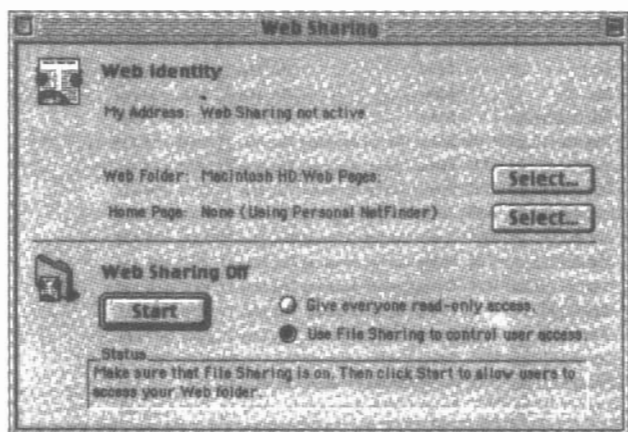 Web Sharing
Web Identity
My Address: Web Sharing not active
Web Folder: Macintosh HD:Web Pages:
Select...
Home Page: None (Using Personal NetFinder)
Select...
Web Sharing Off
Start
Give everyone read-only access.
Use File Sharing to control user access.
Status
Make sure that File Sharing is on. Then click Start to allow users to
access your Web folder.